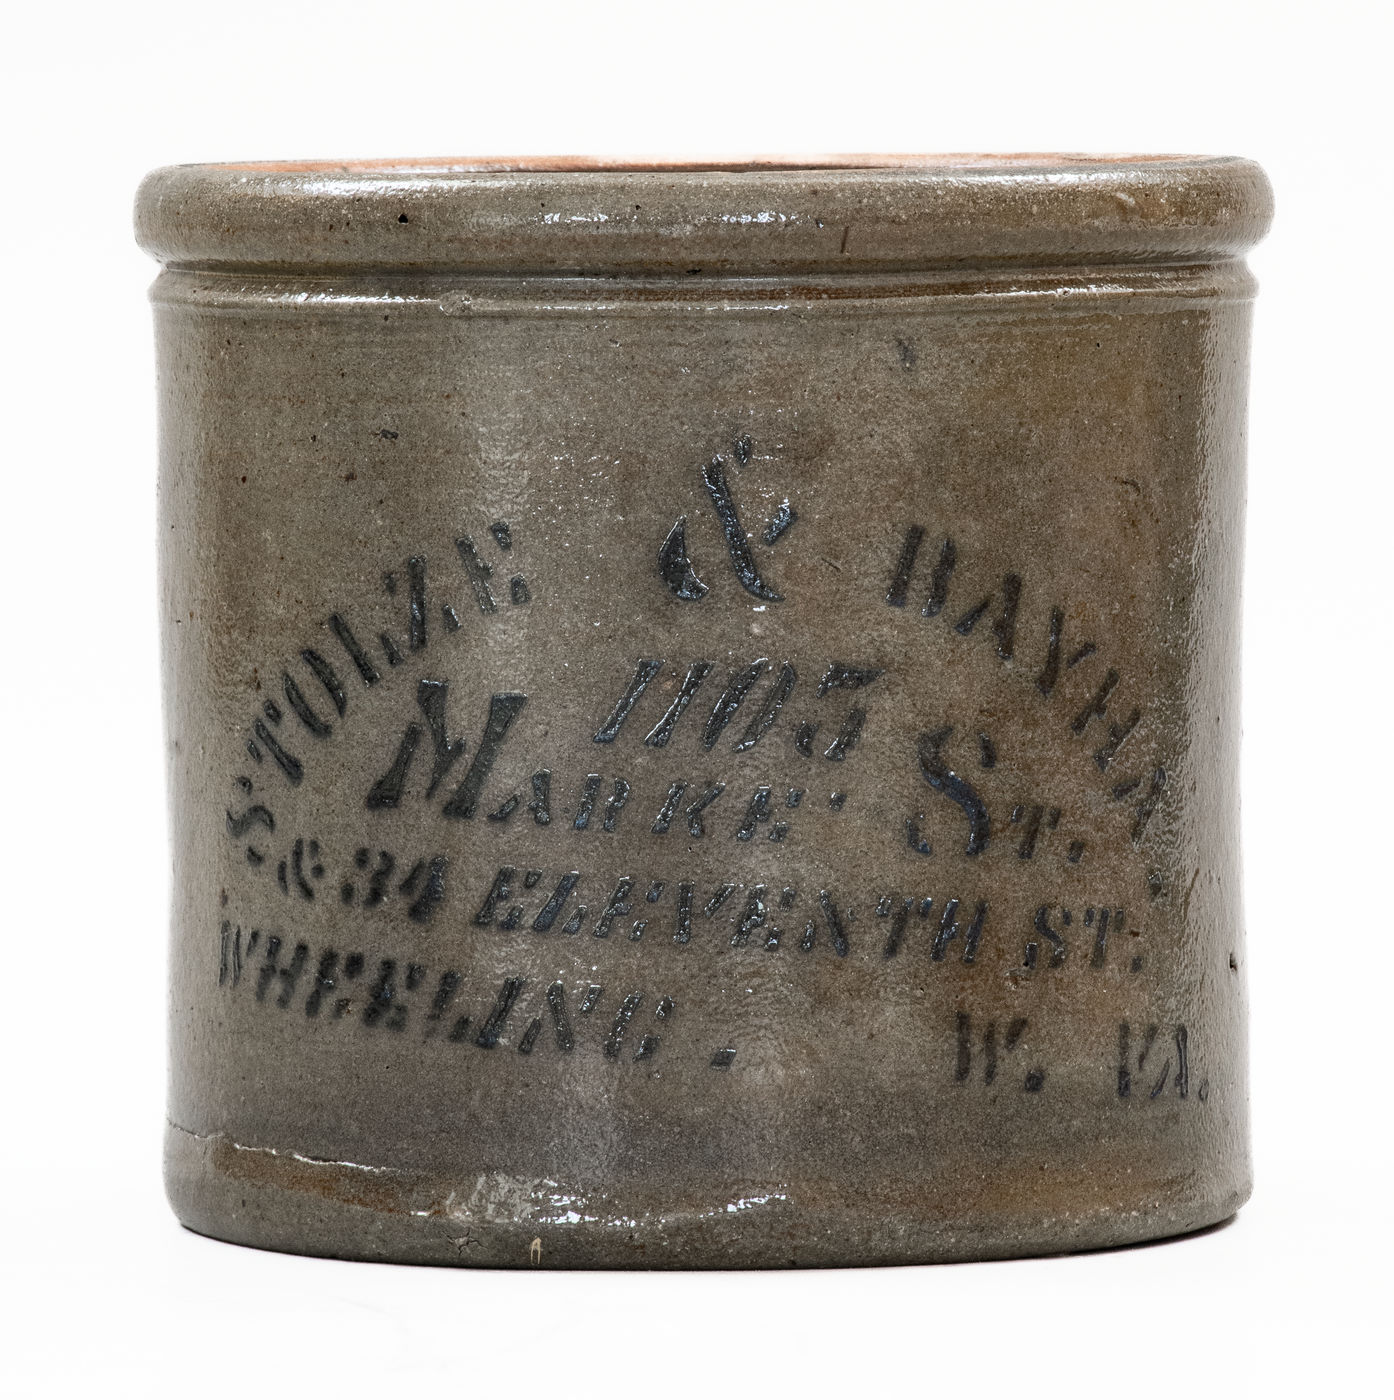 STOLZE & BAYHA,
1105
MARKET ST.
& 34 ELEVENTH ST.
WHEELING. W. VA.